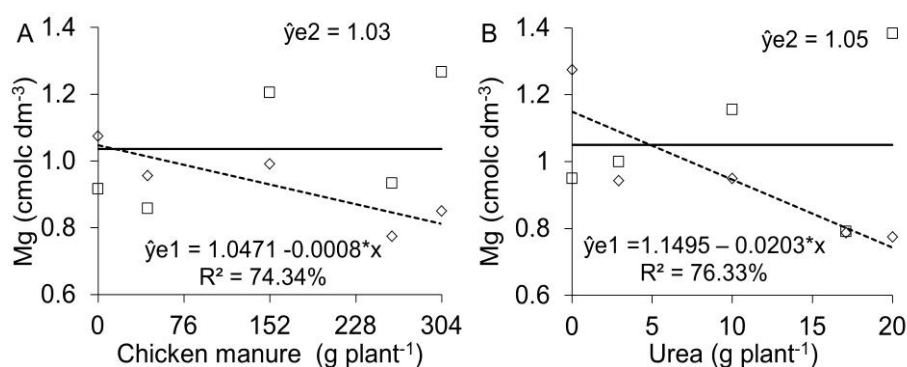 A
ŷe2 = 1.03
1.4
1.2
1.0
0.8
0.6
Mg (cmolc dm⁻³)
ŷe1 = 1.0471 -0.0008*x
R² = 74.34%
0 76 152 228 304
Chicken manure (g plant⁻¹)
B
ŷe2 = 1.05
1.4
1.2
1
0.8
0.6
Mg (cmolc dm⁻³)
ŷe1 =1.1495 – 0.0203*x
R² = 76.33%
0 5 10 15 20
Urea (g plant⁻¹)